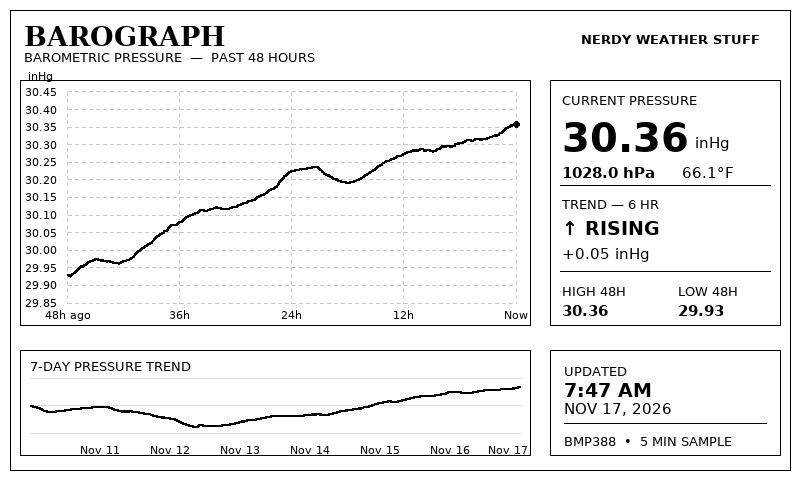 BAROGRAPH
BAROMETRIC PRESSURE — PAST 48 HOURS
NERDY WEATHER STUFF
inHg
30.45
30.40
30.35
30.30
30.25
30.20
30.15
30.10
30.05
30.00
29.95
29.90
29.85
48h ago 36h 24h 12h Now
CURRENT PRESSURE
30.36 inHg
1028.0 hPa 66.1°F
TREND — 6 HR
↑ RISING
+0.05 inHg
HIGH 48H LOW 48H
30.36 29.93
7-DAY PRESSURE TREND
Nov 11 Nov 12 Nov 13 Nov 14 Nov 15 Nov 16 Nov 17
UPDATED
7:47 AM
NOV 17, 2026
BMP388 • 5 MIN SAMPLE